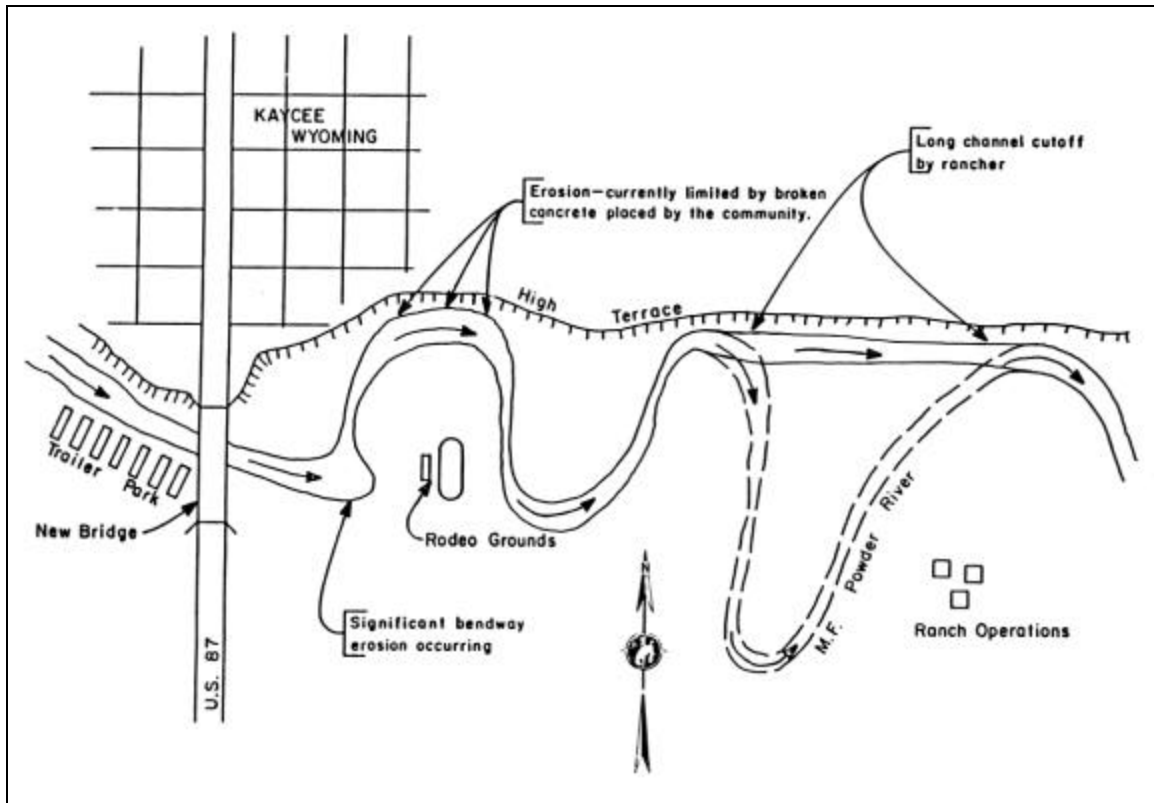 KAYCEE
WYOMING
Long channel cutoff
by rancher
Erosion—currently limited by broken
concrete placed by the community.
High Terrace
Trailer Park
New Bridge
Rodeo Grounds
Significant bendway
erosion occurring
U.S. 87
N
M.F. Powder River
Ranch Operations